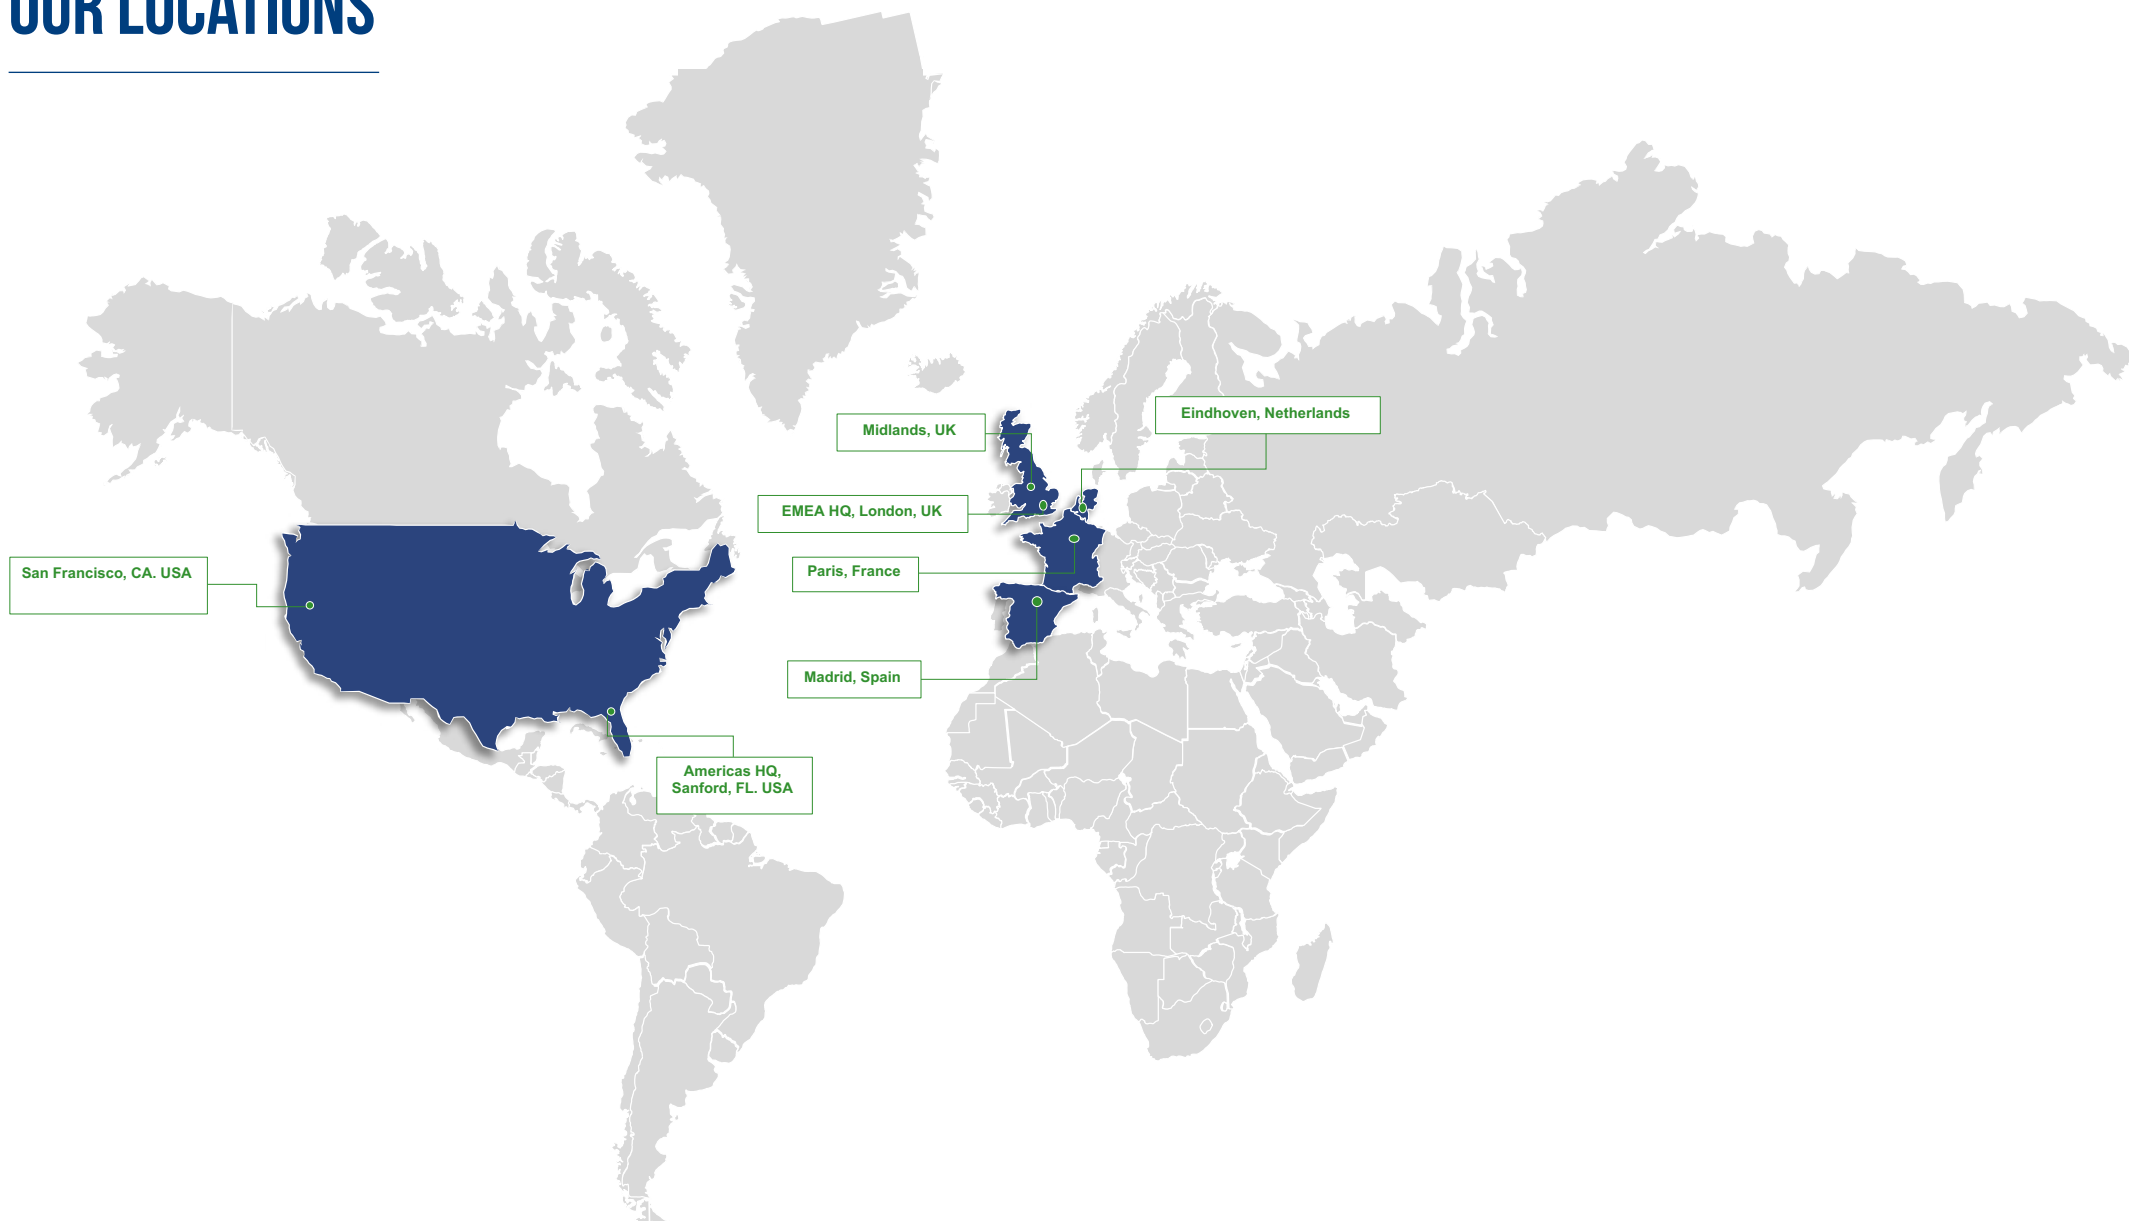 OUR LOCATIONS
Midlands, UK
Eindhoven, Netherlands
EMEA HQ, London, UK
San Francisco, CA. USA
Paris, France
Madrid, Spain
Americas HQ,
Sanford, FL. USA